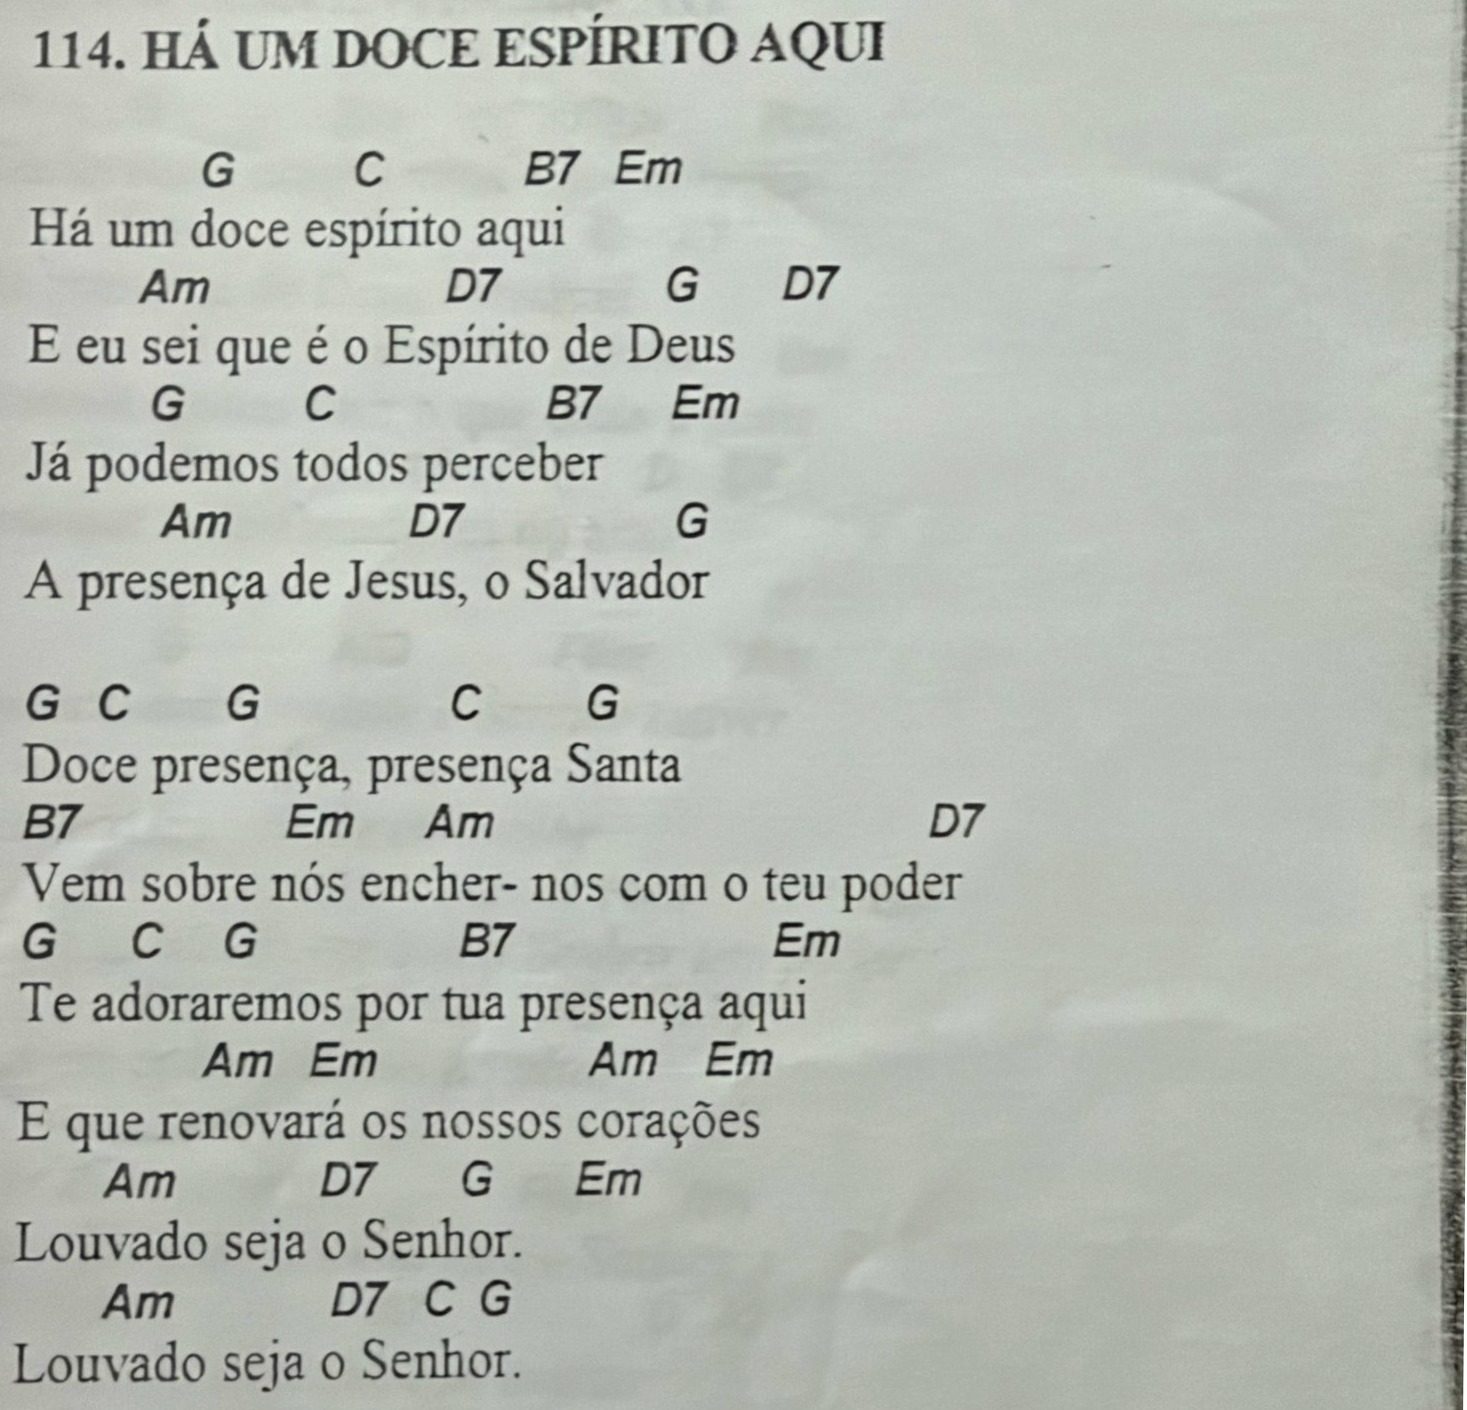 114. HÁ UM DOCE ESPÍRITO AQUI
G C B7 Em
Há um doce espírito aqui
Am D7 G D7
E eu sei que é o Espírito de Deus
G C B7 Em
Já podemos todos perceber
Am D7 G
A presença de Jesus, o Salvador
G C G C G
Doce presença, presença Santa
B7 Em Am D7
Vem sobre nós encher- nos com o teu poder
G C G B7 Em
Te adoraremos por tua presença aqui
Am Em Am Em
E que renovará os nossos corações
Am D7 G Em
Louvado seja o Senhor.
Am D7 C G
Louvado seja o Senhor.